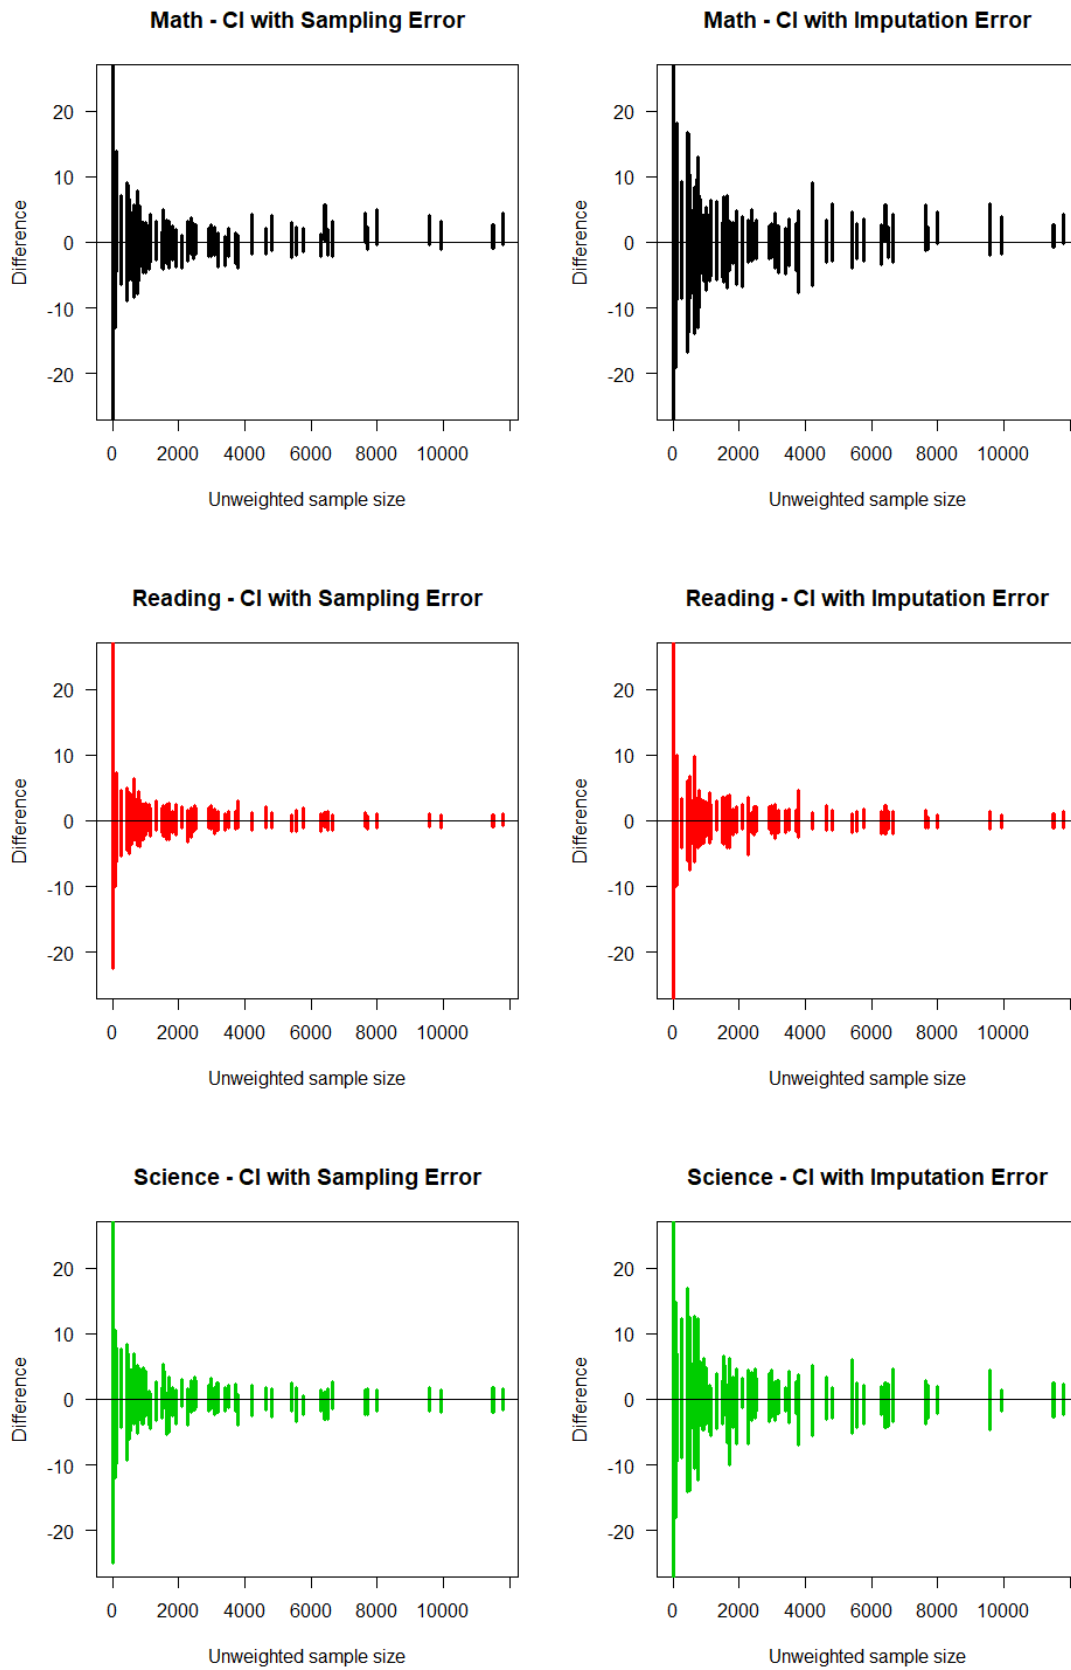 Math - CI with Sampling Error
Math - CI with Imputation Error
Difference
20
10
0
-10
-20
0 2000 4000 6000 8000 10000
Unweighted sample size
Difference
20
10
0
-10
-20
0 2000 4000 6000 8000 10000
Unweighted sample size
Reading - CI with Sampling Error
Reading - CI with Imputation Error
Difference
20
10
0
-10
-20
0 2000 4000 6000 8000 10000
Unweighted sample size
Difference
20
10
0
-10
-20
0 2000 4000 6000 8000 10000
Unweighted sample size
Science - CI with Sampling Error
Science - CI with Imputation Error
Difference
20
10
0
-10
-20
0 2000 4000 6000 8000 10000
Unweighted sample size
Difference
20
10
0
-10
-20
0 2000 4000 6000 8000 10000
Unweighted sample size